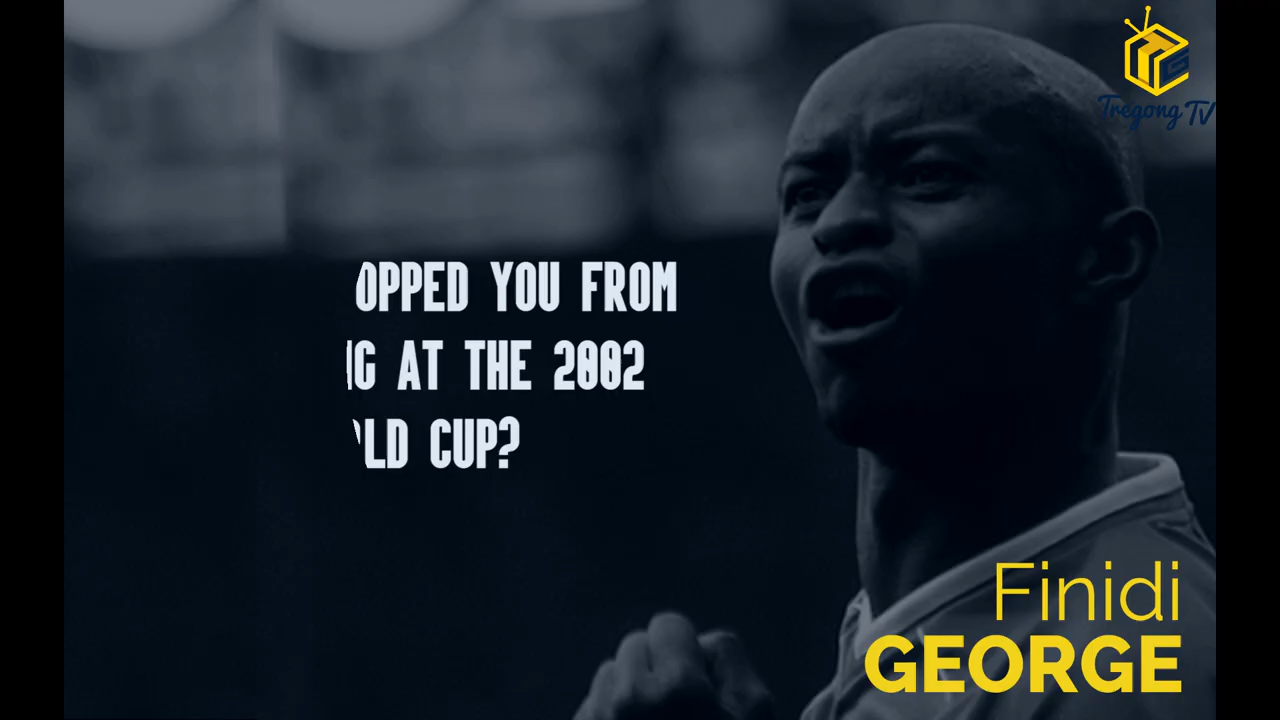 Tregong TV
OPPED YOU FROM
G AT THE 2002
LD CUP?
Finidi
GEORGE